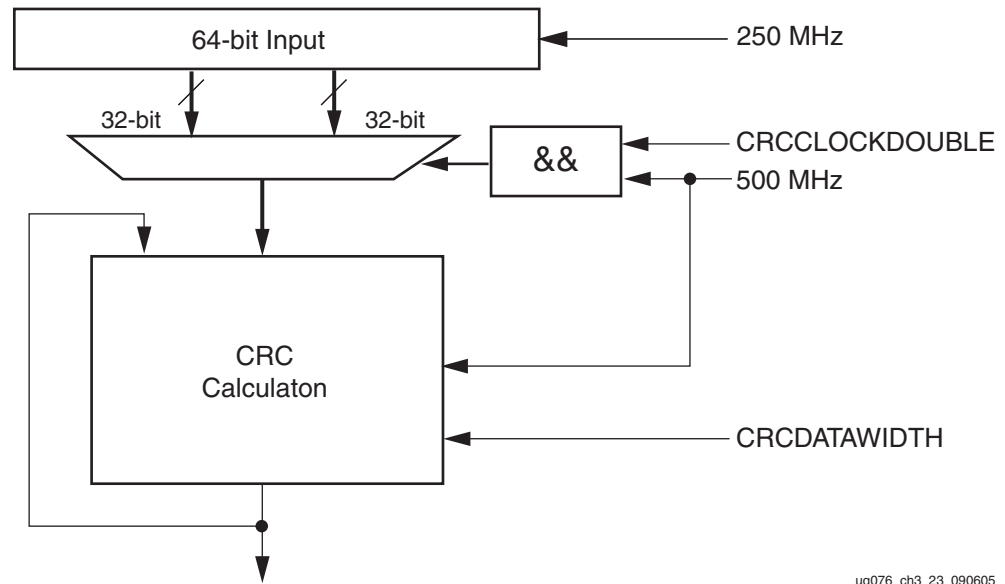 64-bit Input
250 MHz
32-bit
32-bit
&&
CRCCLOCKDOUBLE
500 MHz
CRC
Calculaton
CRCDATAWIDTH
ug076_ch3_23_090605